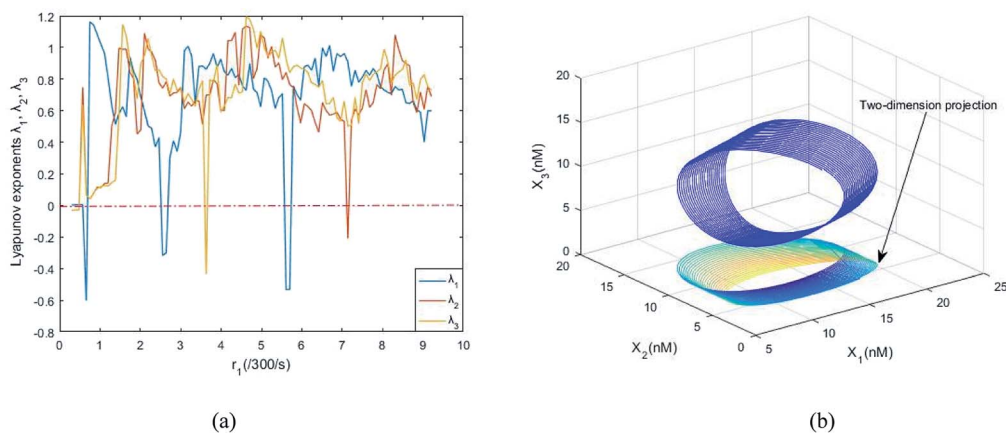 1.2
1
0.8
0.6
0.4
0.2
0
-0.2
-0.4
-0.6
-0.8
Lyapunov exponents λ₁, λ₂, λ₃
λ₁
λ₂
λ₃
0 1 2 3 4 5 6 7 8 9 10
r₁(/300/s)
(a)
Two-dimension projection
20
15
10
5
0
X₃(nM)
20
15
10
5
0
X₂(nM)
5
10
15
20
25
X₁(nM)
(b)